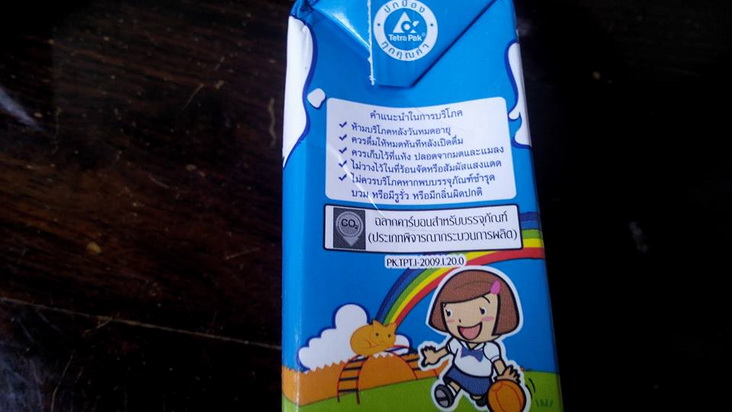 ปกป้อง
Tetra Pak
ทุกคุณค่า
คำแนะนำในการบริโภค
✓ ห้ามบริโภคหลังวันหมดอายุ
✓ ควรดื่มให้หมดทันทีหลังเปิดดื่ม
✓ ควรเก็บไว้ที่แห้ง ปลอดจากมดและแมลง
✓ ไม่วางไว้ในที่ร้อนจัดหรือสัมผัสแสงแดด
✓ ไม่ควรบริโภคหากพบบรรจุภัณฑ์ชำรุด
บวม หรือมีรูรั่ว หรือมีกลิ่นผิดปกติ
CO₂
ฉลากคาร์บอนสำหรับบรรจุภัณฑ์
(ประเภทพิจารณากระบวนการผลิต)
PK.TPT.1-2009.1.20.0